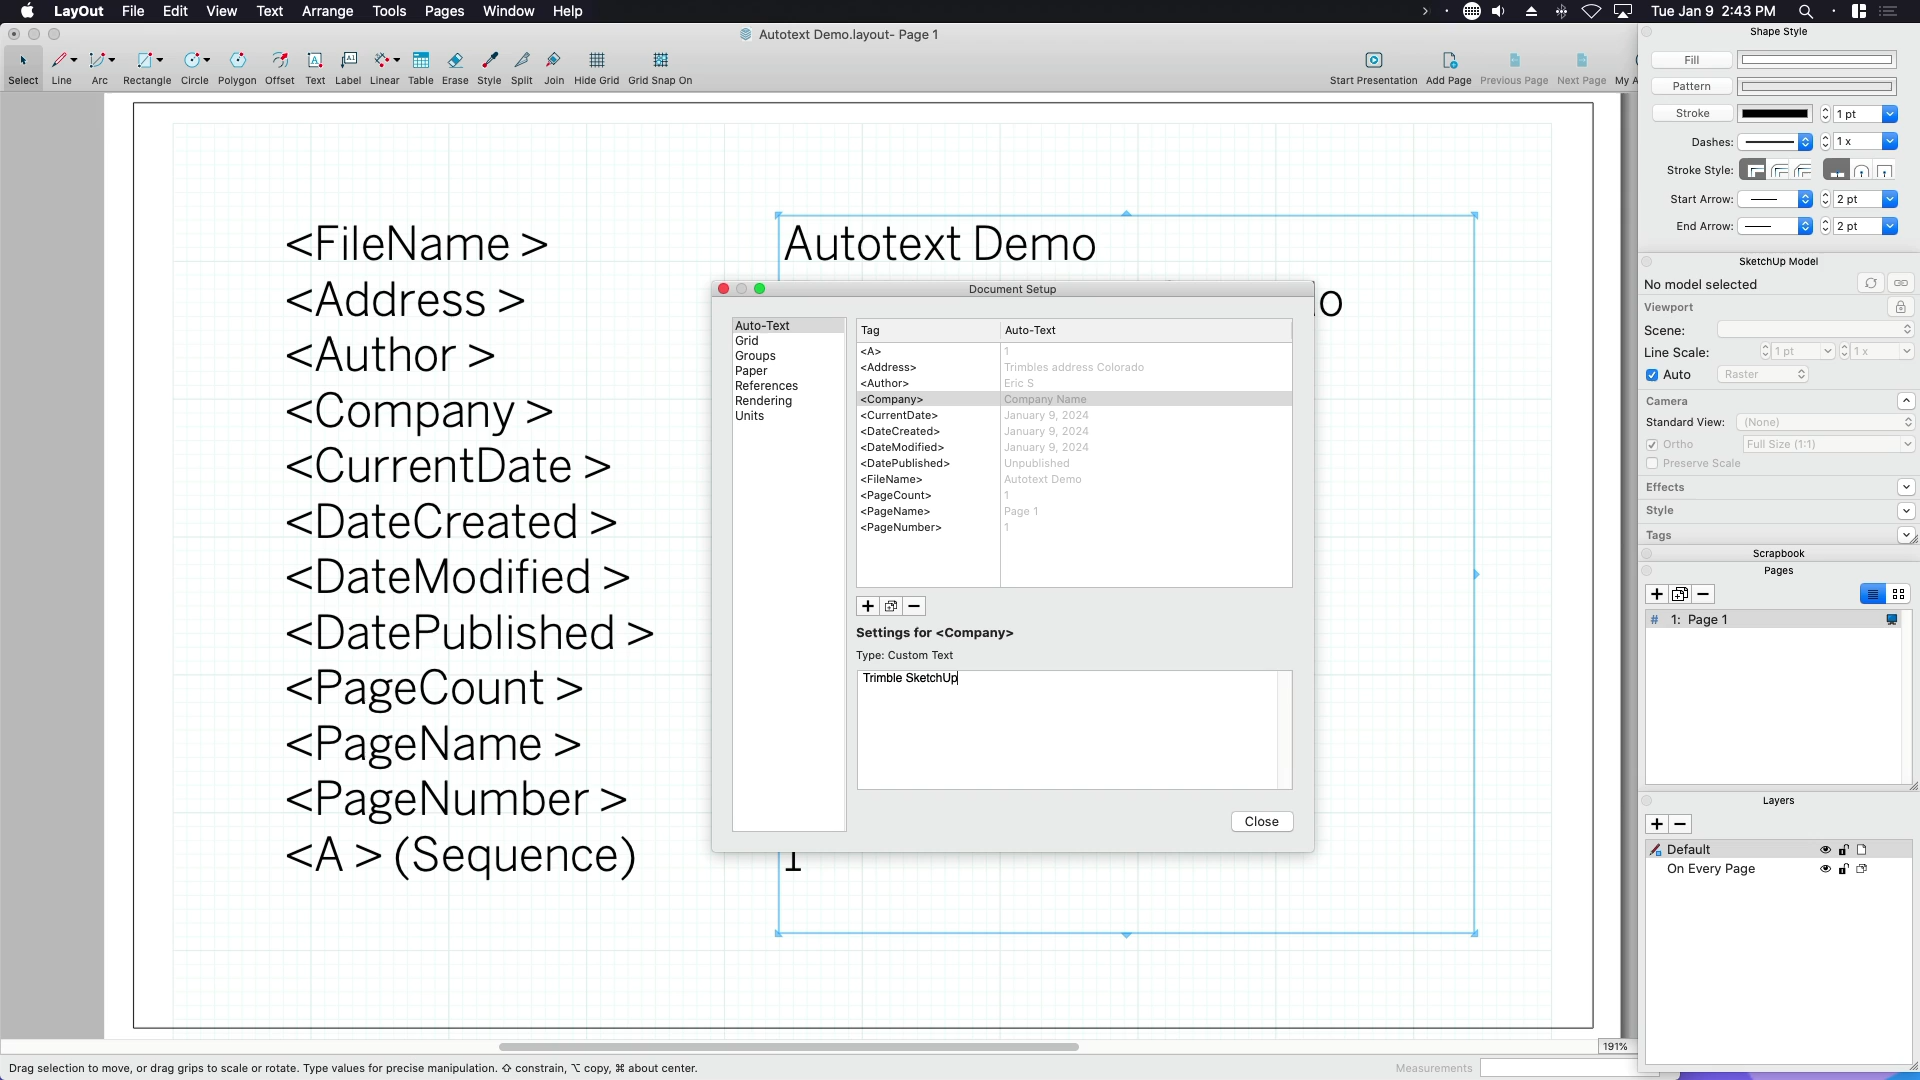 LayOut File Edit View Text Arrange Tools Pages Window Help
Tue Jan 9 2:43 PM
Autotext Demo.layout- Page 1
Select Line Arc Rectangle Circle Polygon Offset Text Label Linear Table Erase Style Split Join Hide Grid Grid Snap On
Start Presentation Add Page Previous Page Next Page My A
<FileName >
<Address >
<Author >
<Company >
<CurrentDate >
<DateCreated >
<DateModified >
<DatePublished >
<PageCount >
<PageName >
<PageNumber >
<A > (Sequence)
Autotext Demo
o
1
Document Setup
Auto-Text
Grid
Groups
Paper
References
Rendering
Units
Tag Auto-Text
<A> 1
<Address> Trimbles address Colorado
<Author> Eric S
<Company> Company Name
<CurrentDate> January 9, 2024
<DateCreated> January 9, 2024
<DateModified> January 9, 2024
<DatePublished> Unpublished
<FileName> Autotext Demo
<PageCount> 1
<PageName> Page 1
<PageNumber> 1
Settings for <Company>
Type: Custom Text
Trimble SketchUp
Close
Shape Style
Fill
Pattern
Stroke 1 pt
Dashes: 1 x
Stroke Style:
Start Arrow: 2 pt
End Arrow: 2 pt
SketchUp Model
No model selected
Viewport
Scene:
Line Scale: 1 pt 1 x
Auto Raster
Camera
Standard View: (None)
Ortho Full Size (1:1)
Preserve Scale
Effects
Style
Tags
Scrapbook
Pages
# 1: Page 1
Layers
Default
On Every Page
191%
Drag selection to move, or drag grips to scale or rotate. Type values for precise manipulation. ⇧ constrain, ⌥ copy, ⌘ about center.
Measurements